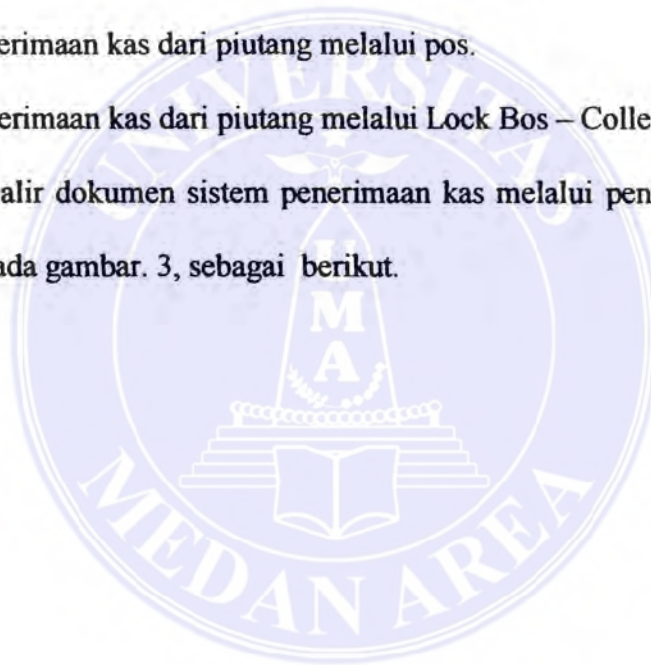 erimaan kas dari piutang melalui pos.
erimaan kas dari piutang melalui Lock Bos – Colle
alir dokumen sistem penerimaan kas melalui pen
ada gambar. 3, sebagai berikut.
UNIVERSITAS
U
M
A
MEDAN AREA